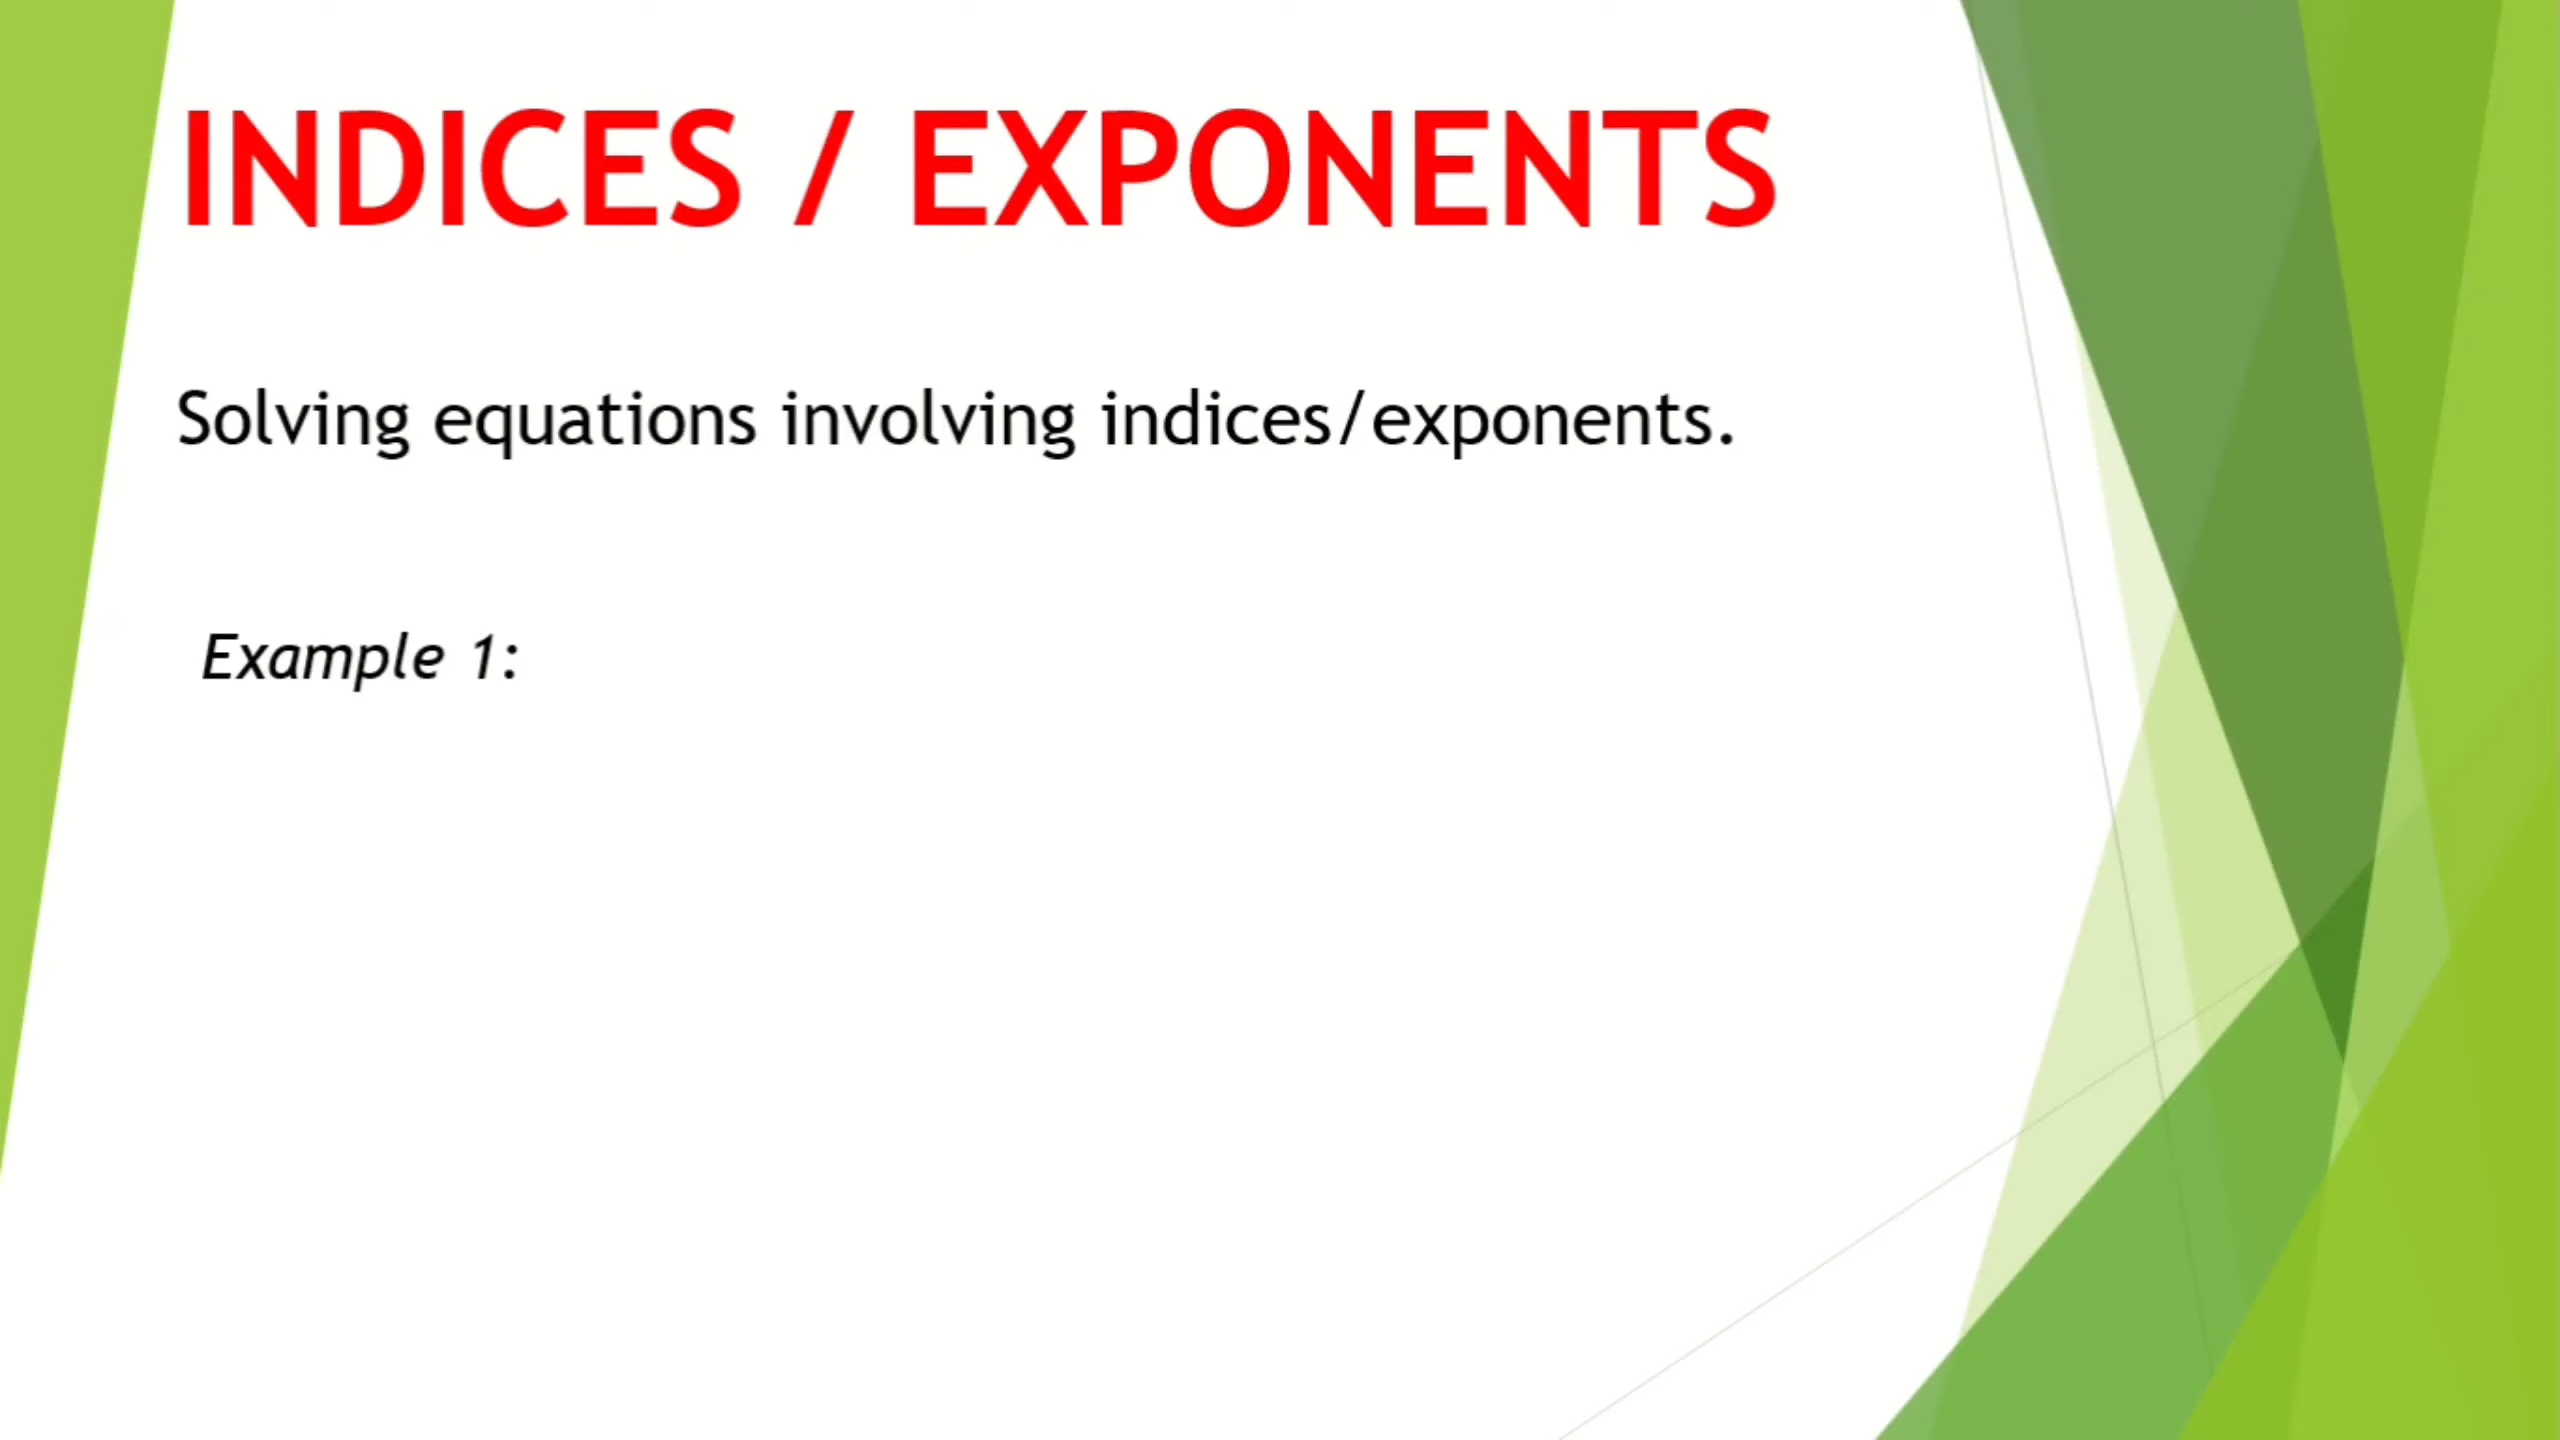 INDICES / EXPONENTS
Solving equations involving indices/exponents.
Example 1: